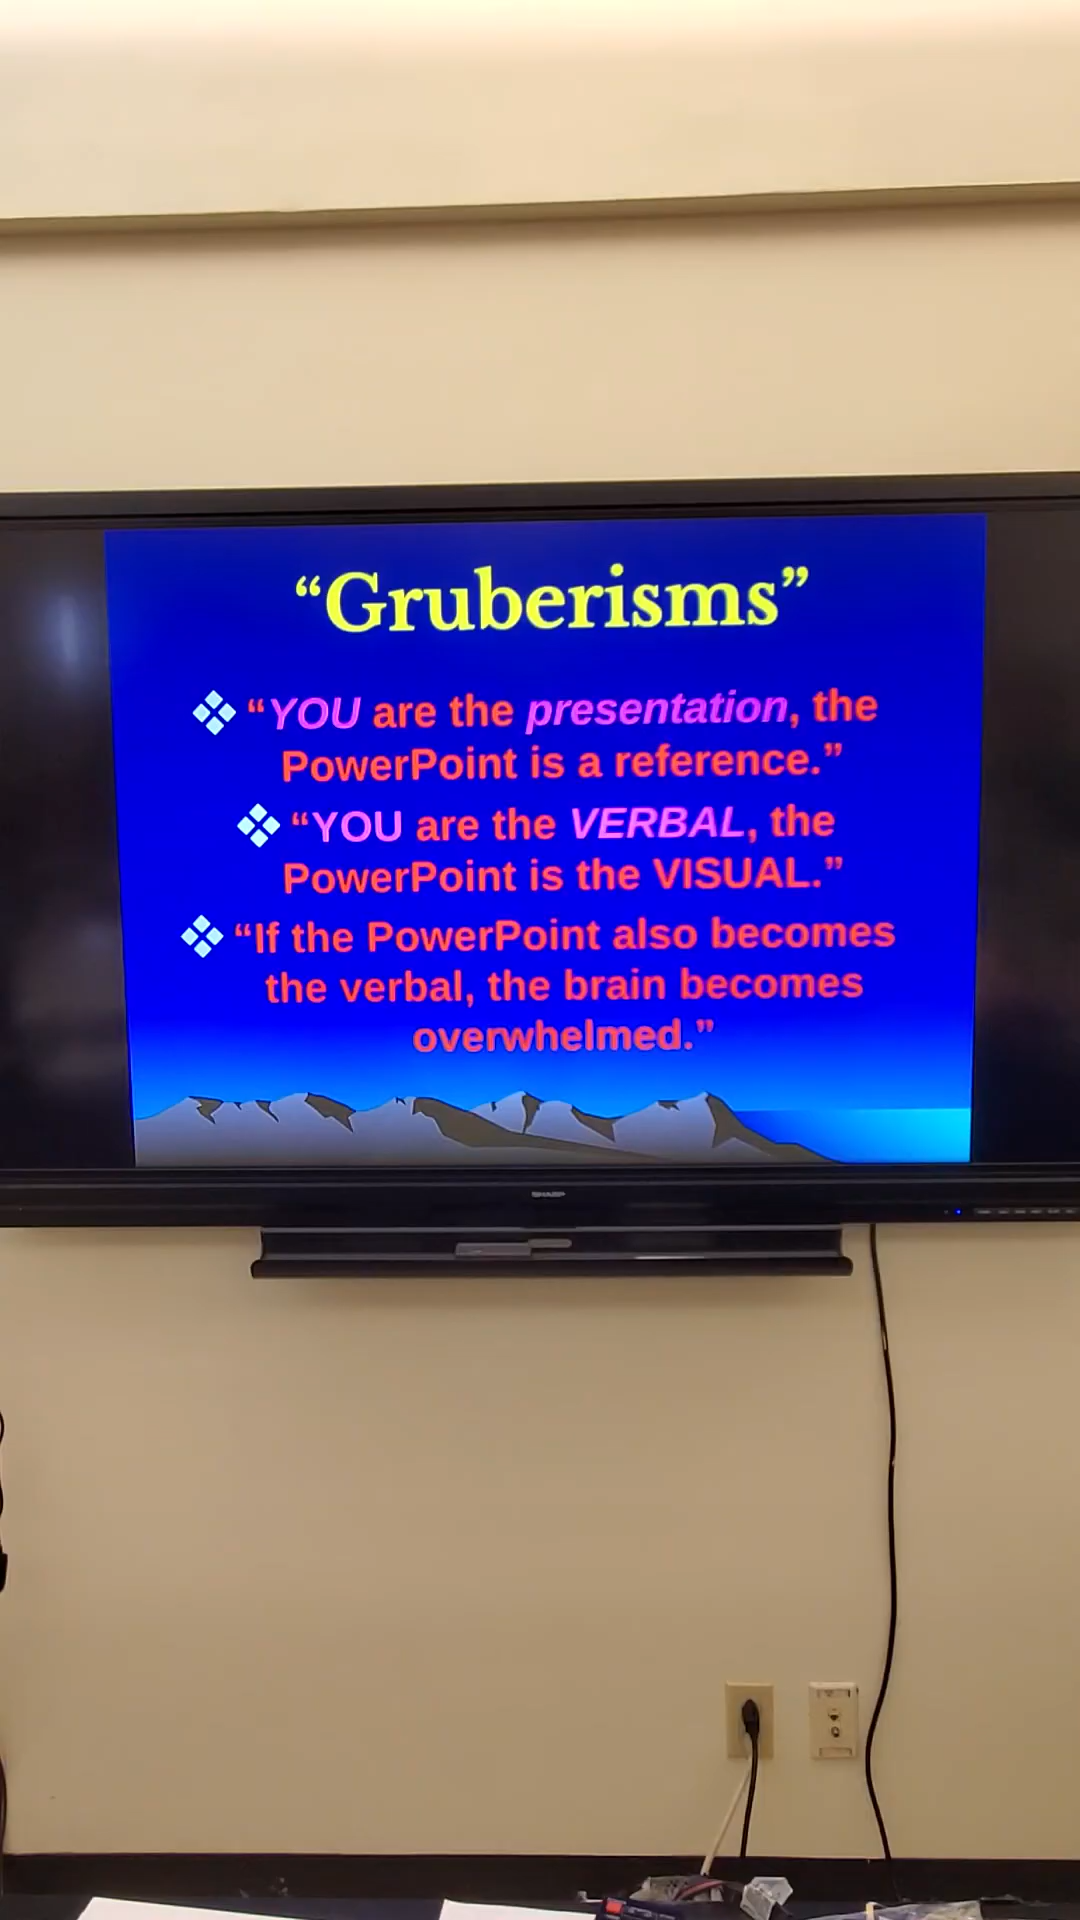 “Gruberisms”
“YOU are the presentation, the
PowerPoint is a reference.”
“YOU are the VERBAL, the
PowerPoint is the VISUAL.”
“If the PowerPoint also becomes
the verbal, the brain becomes
overwhelmed.”
SHARP